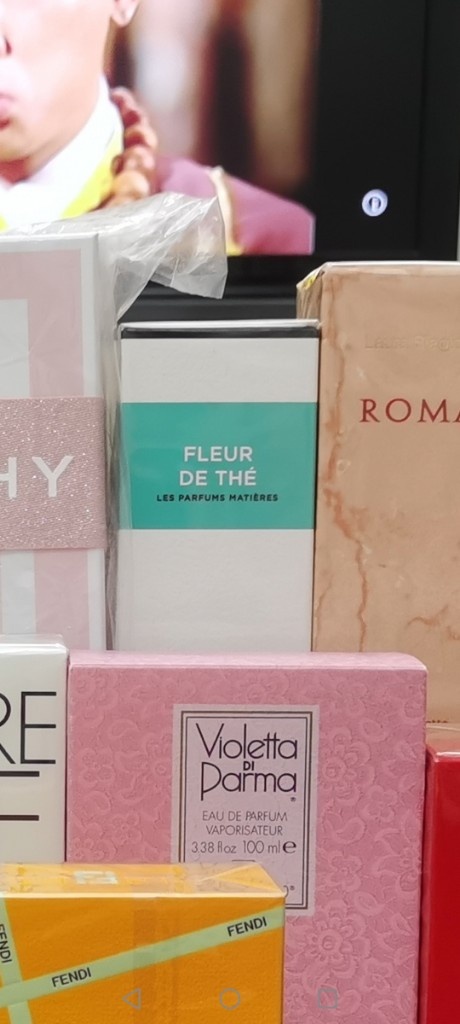 FLEUR
DE THÉ
LES PARFUMS MATIÈRES
ROMA
HY
RE
Violetta
DI
Parma
EAU DE PARFUM
VAPORISATEUR
3.38 fl oz 100 ml e
FENDI
FENDI
FENDI